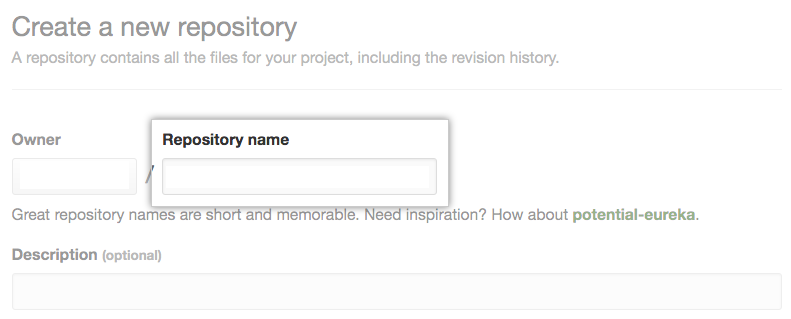 Create a new repository
A repository contains all the files for your project, including the revision history.
Owner
Repository name
/
Great repository names are short and memorable. Need inspiration? How about potential-eureka.
Description (optional)